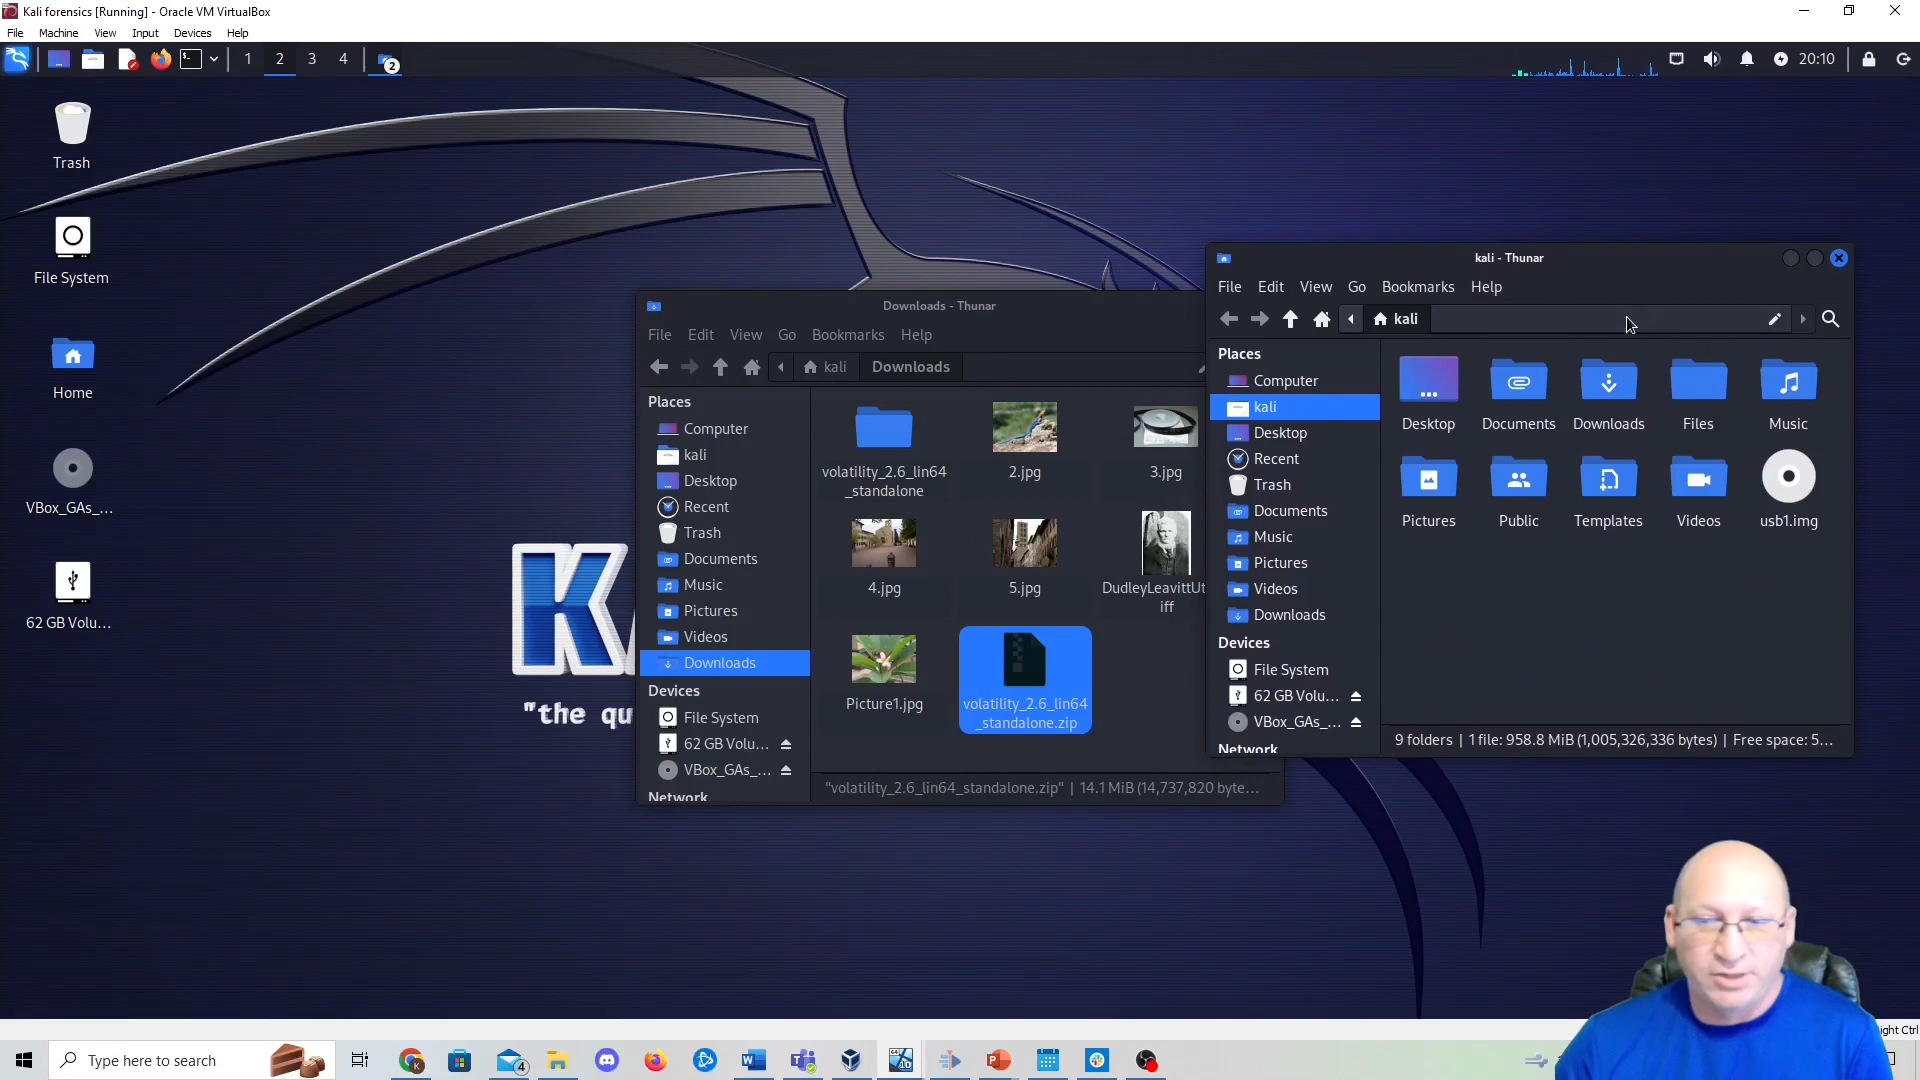 Kali forensics [Running] - Oracle VM VirtualBox
File Machine View Input Devices Help
1 2 3 4 2 20:10
Trash
File System
Home
VBox_GAs_...
62 GB Volu...
"the qu
Downloads - Thunar
File Edit View Go Bookmarks Help
kali Downloads
Places
Computer
kali
Desktop
Recent
Trash
Documents
Music
Pictures
Videos
Downloads
Devices
File System
62 GB Volu...
VBox_GAs_...
Network
volatility_2.6_lin64
_standalone
2.jpg
3.jpg
4.jpg
5.jpg
DudleyLeavittUt
iff
Picture1.jpg
volatility_2.6_lin64
_standalone.zip
"volatility_2.6_lin64_standalone.zip" | 14.1 MiB (14,737,820 byte...
kali - Thunar
File Edit View Go Bookmarks Help
kali
Places
Computer
kali
Desktop
Recent
Trash
Documents
Music
Pictures
Videos
Downloads
Devices
File System
62 GB Volu...
VBox_GAs_...
Network
Desktop Documents Downloads Files Music
Pictures Public Templates Videos usb1.img
9 folders | 1 file: 958.8 MiB (1,005,326,336 bytes) | Free space: 5...
ight Ctrl
Type here to search
4
10